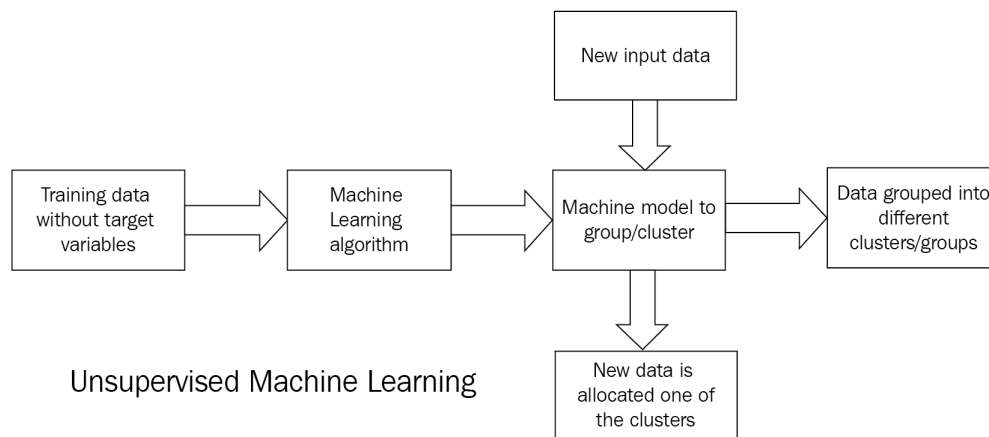 New input data
Training data
without target
variables
Machine
Learning
algorithm
Machine model to
group/cluster
Data grouped into
different
clusters/groups
New data is
allocated one of
the clusters
Unsupervised Machine Learning